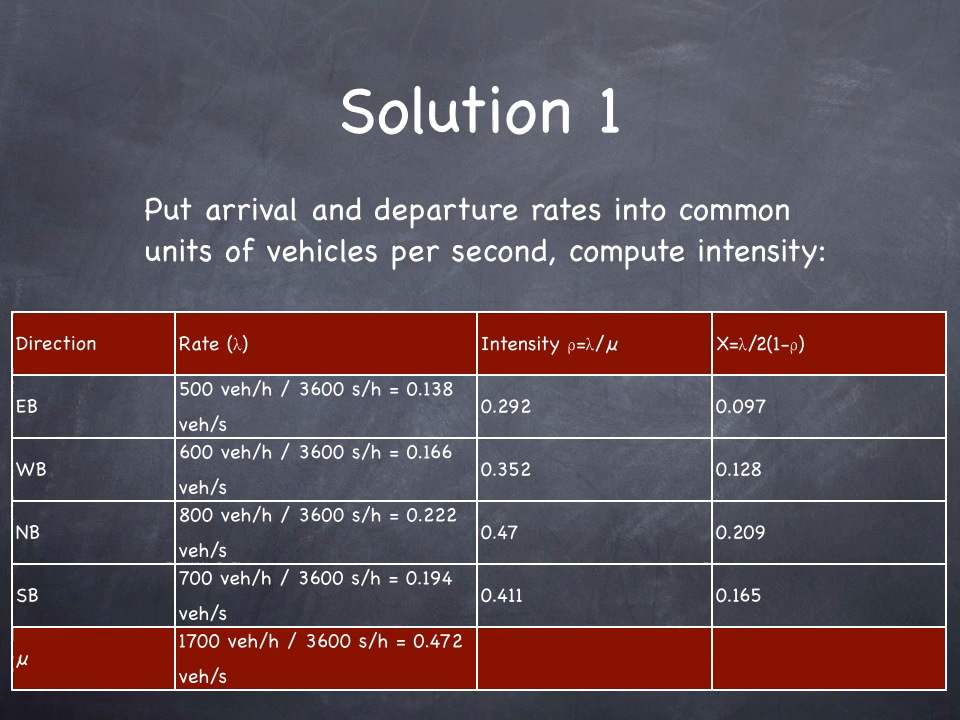 Solution 1
Put arrival and departure rates into common
units of vehicles per second, compute intensity:
Direction
Rate (λ)
Intensity ρ=λ/μ
X=λ/2(1-ρ)
EB
500 veh/h / 3600 s/h = 0.138
veh/s
0.292
0.097
WB
600 veh/h / 3600 s/h = 0.166
veh/s
0.352
0.128
NB
800 veh/h / 3600 s/h = 0.222
veh/s
0.47
0.209
SB
700 veh/h / 3600 s/h = 0.194
veh/s
0.411
0.165
μ
1700 veh/h / 3600 s/h = 0.472
veh/s